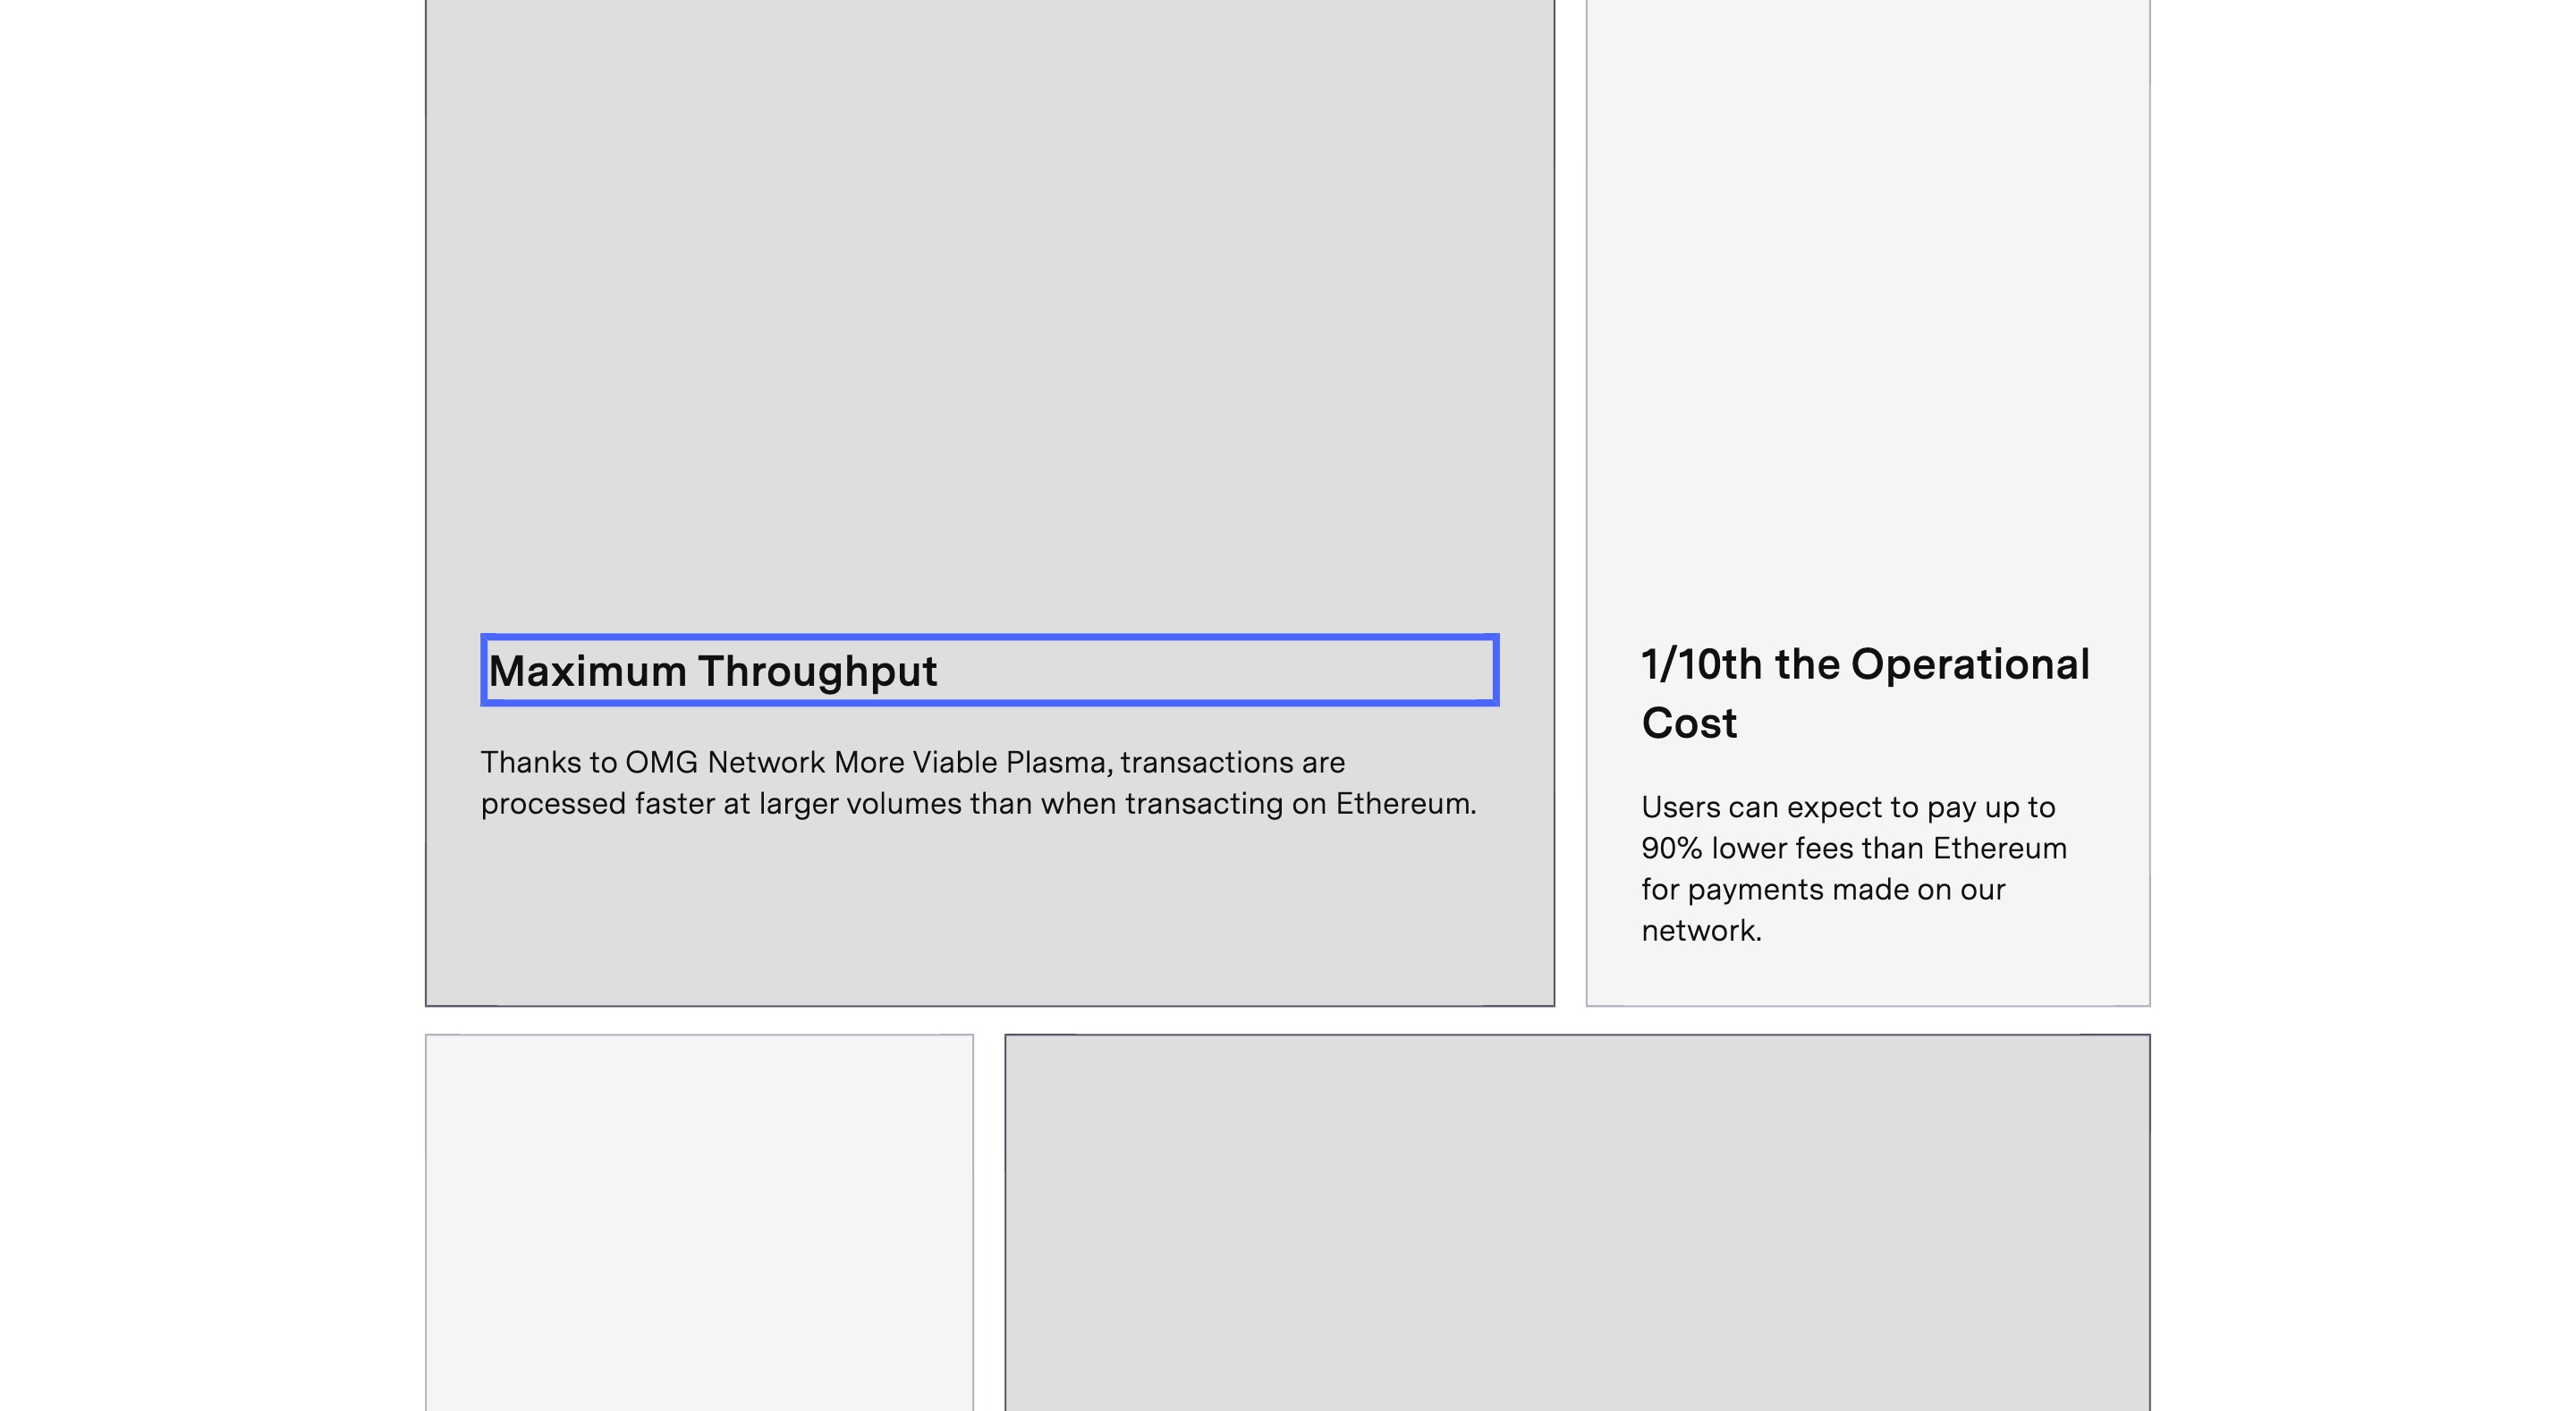 Maximum Throughput
Thanks to OMG Network More Viable Plasma, transactions are
processed faster at larger volumes than when transacting on Ethereum.
1/10th the Operational
Cost
Users can expect to pay up to
90% lower fees than Ethereum
for payments made on our
network.